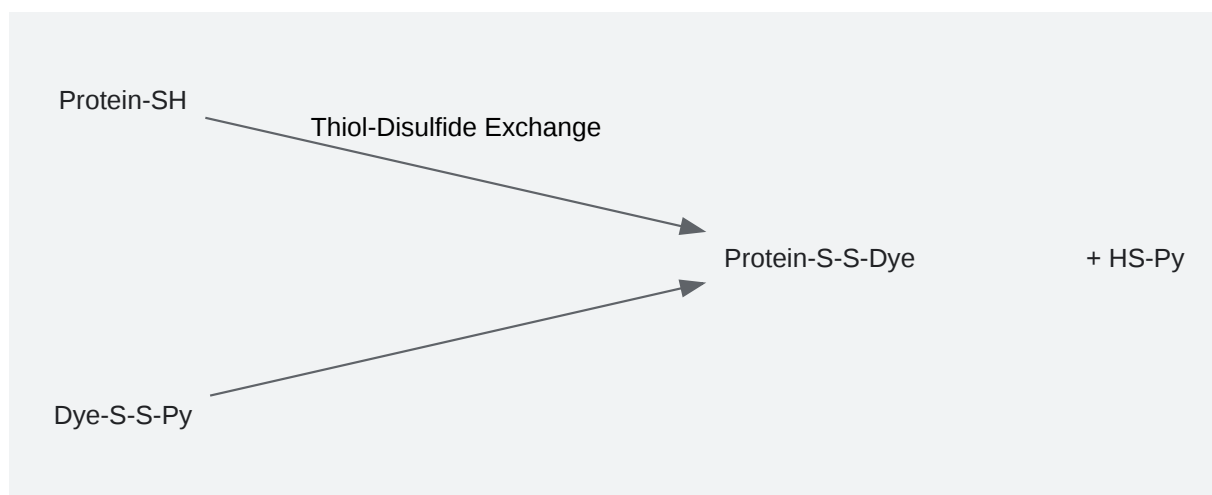 Protein-SH
Thiol-Disulfide Exchange
Protein-S-S-Dye
+ HS-Py
Dye-S-S-Py